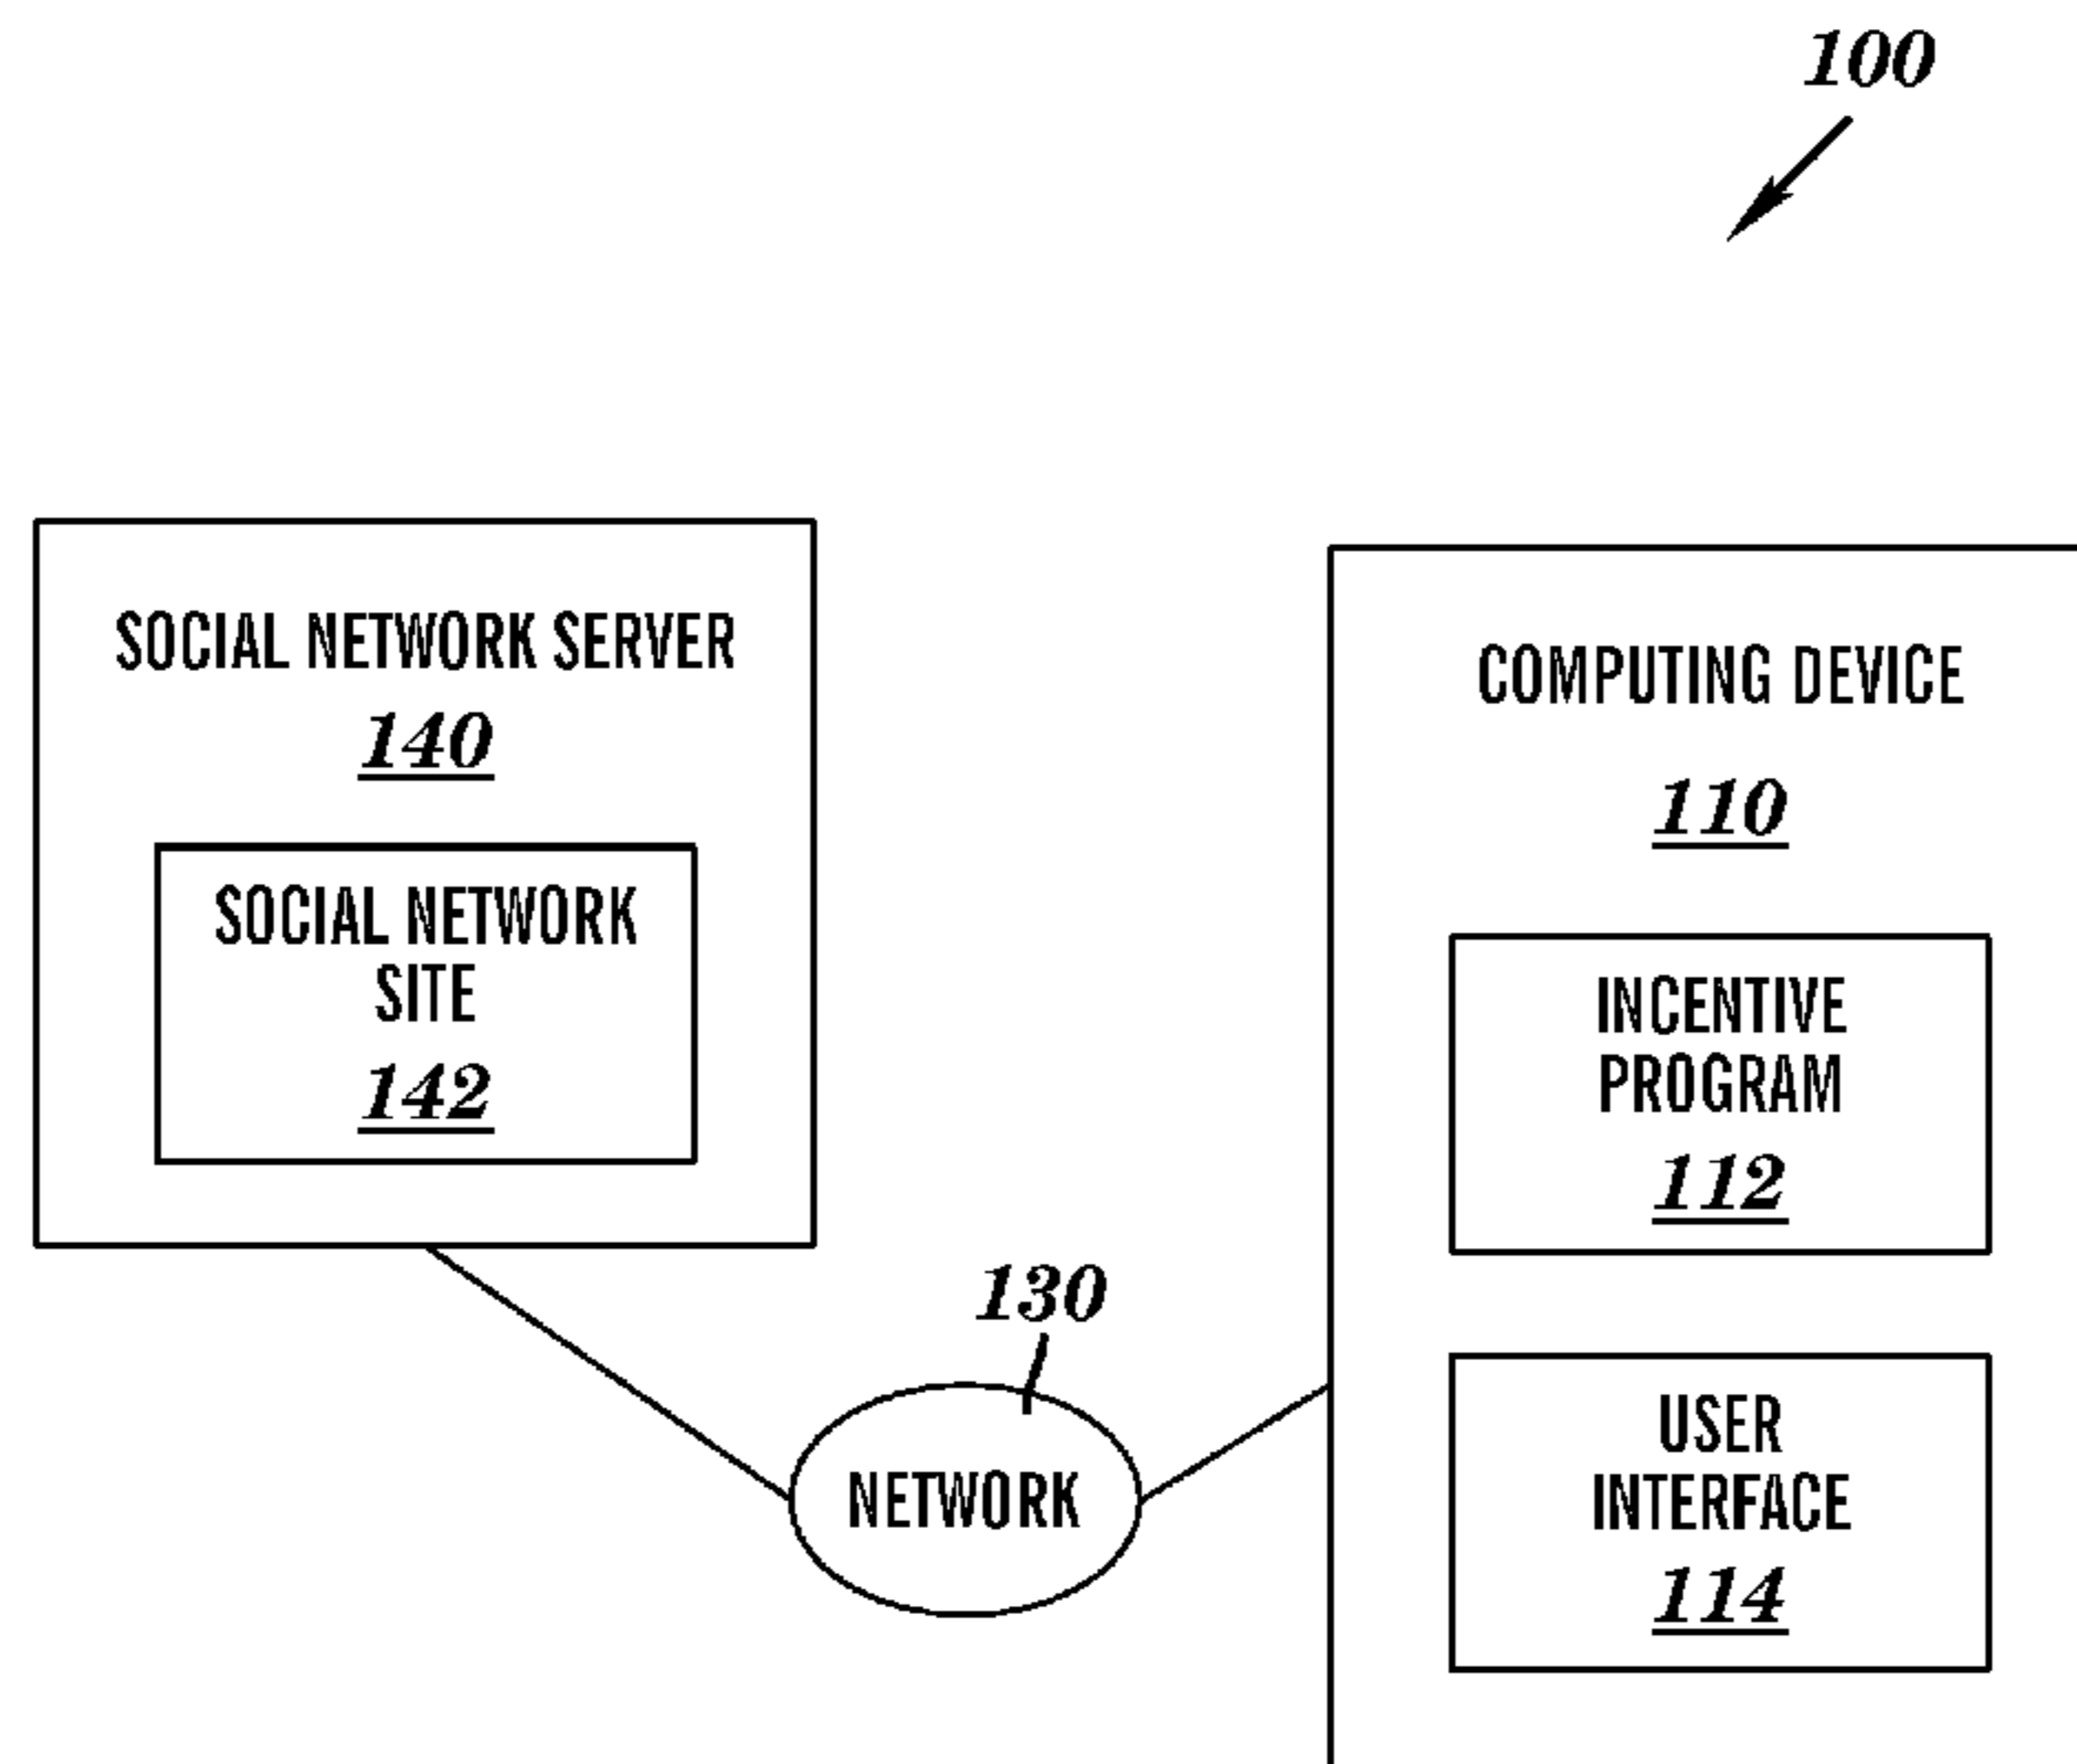 100
SOCIAL NETWORK SERVER
140
SOCIAL NETWORK
SITE
142
COMPUTING DEVICE
110
INCENTIVE
PROGRAM
112
USER
INTERFACE
114
130
NETWORK